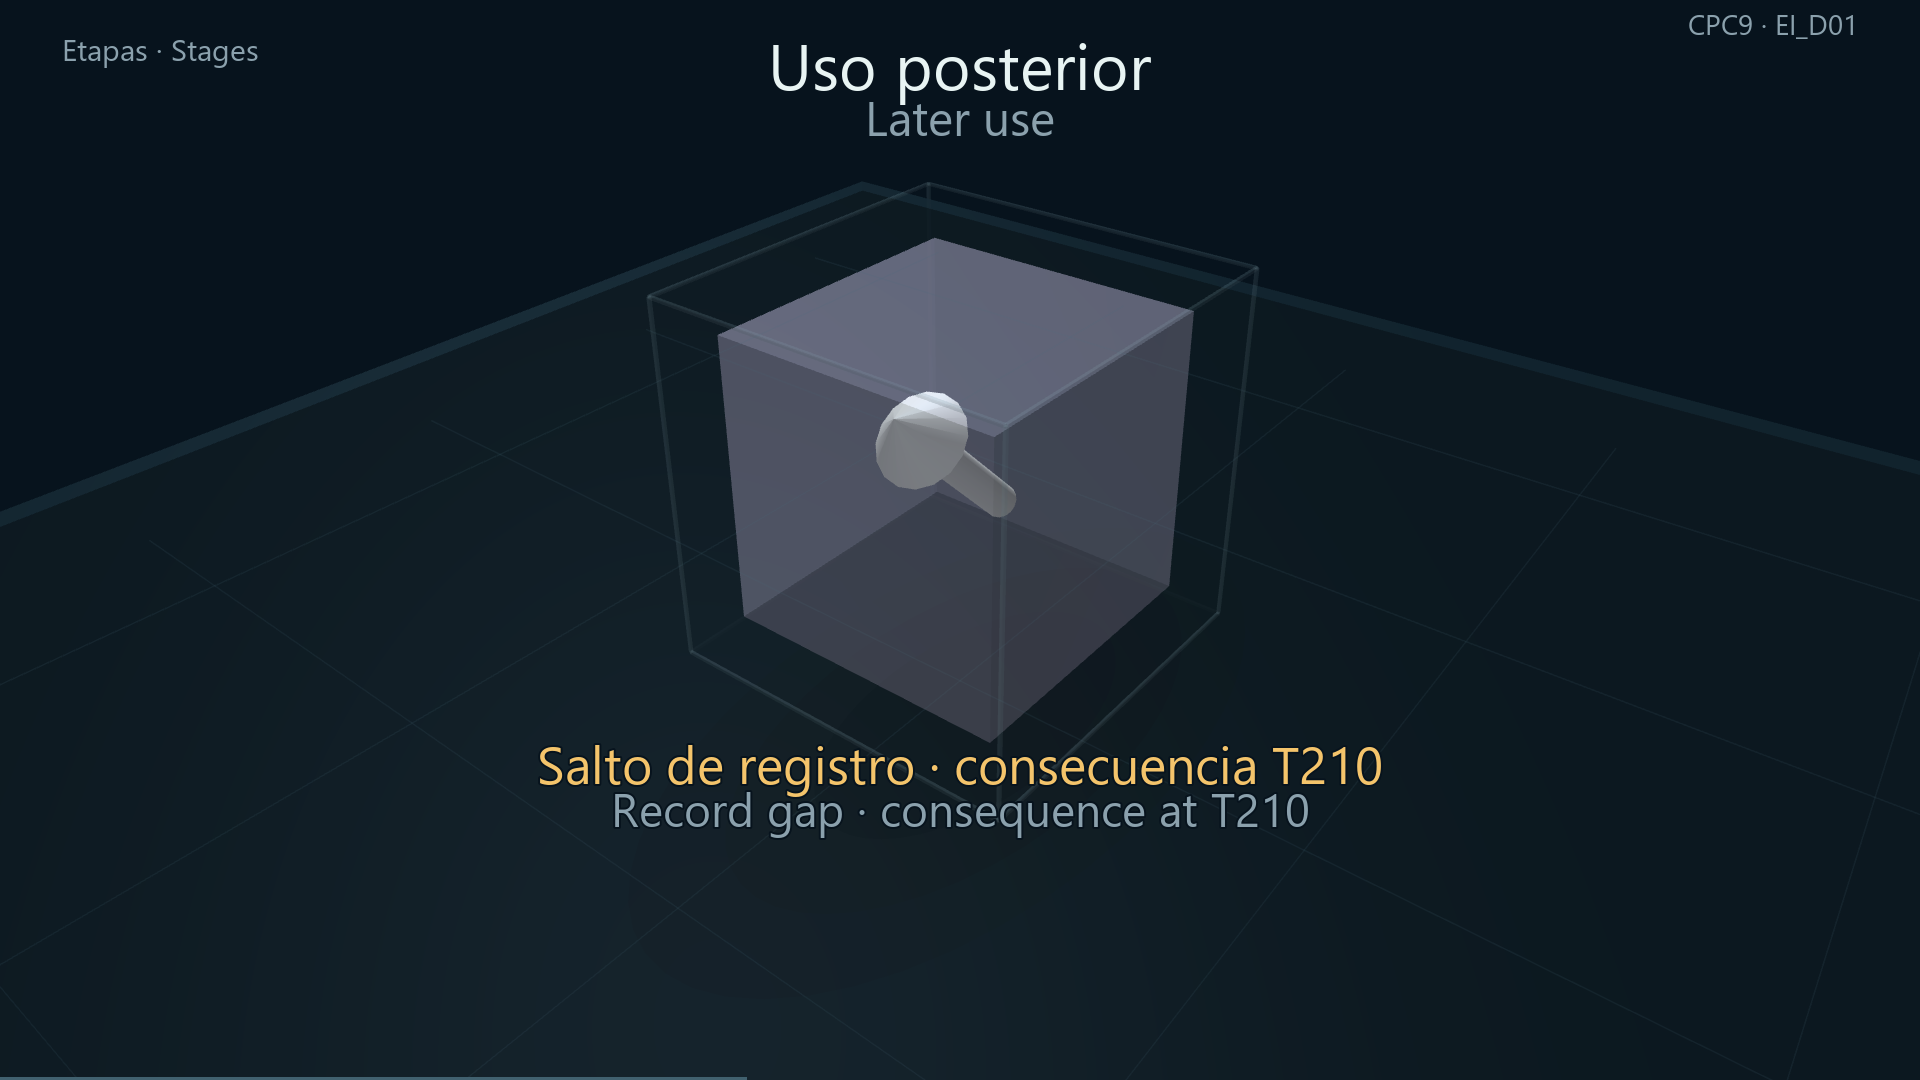 Etapas · Stages
CPC9 · EI_D01
Uso posterior
Later use
Salto de registro · consecuencia T210
Record gap · consequence at T210